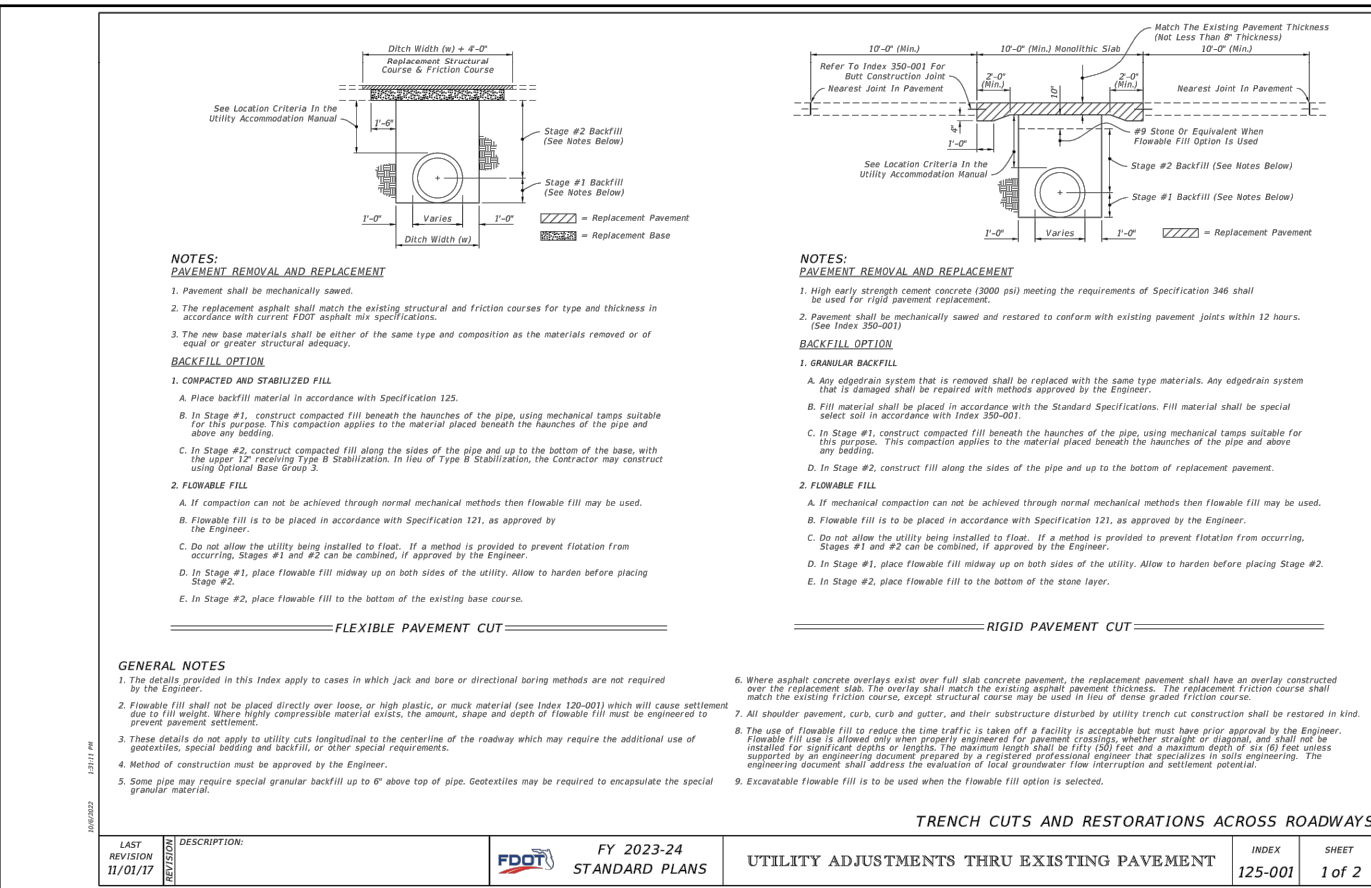 Ditch Width (w) + 4'-0"
Replacement Structural
Course & Friction Course
See Location Criteria In the
Utility Accommodation Manual
1'-6"
Stage #2 Backfill
(See Notes Below)
Stage #1 Backfill
(See Notes Below)
1'-0"
Varies
1'-0"
Ditch Width (w)
= Replacement Pavement
= Replacement Base
NOTES:
PAVEMENT REMOVAL AND REPLACEMENT
1. Pavement shall be mechanically sawed.
2. The replacement asphalt shall match the existing structural and friction courses for type and thickness in
accordance with current FDOT asphalt mix specifications.
3. The new base materials shall be either of the same type and composition as the materials removed or of
equal or greater structural adequacy.
BACKFILL OPTION
1. COMPACTED AND STABILIZED FILL
A. Place backfill material in accordance with Specification 125.
B. In Stage #1, construct compacted fill beneath the haunches of the pipe, using mechanical tamps suitable
for this purpose. This compaction applies to the material placed beneath the haunches of the pipe and
above any bedding.
C. In Stage #2, construct compacted fill along the sides of the pipe and up to the bottom of the base, with
the upper 12" receiving Type B Stabilization. In lieu of Type B Stabilization, the Contractor may construct
using Optional Base Group 3.
2. FLOWABLE FILL
A. If compaction can not be achieved through normal mechanical methods then flowable fill may be used.
B. Flowable fill is to be placed in accordance with Specification 121, as approved by
the Engineer.
C. Do not allow the utility being installed to float. If a method is provided to prevent flotation from
occurring, Stages #1 and #2 can be combined, if approved by the Engineer.
D. In Stage #1, place flowable fill midway up on both sides of the utility. Allow to harden before placing
Stage #2.
E. In Stage #2, place flowable fill to the bottom of the existing base course.
FLEXIBLE PAVEMENT CUT
Match The Existing Pavement Thickness
(Not Less Than 8" Thickness)
10'-0" (Min.)
10'-0" (Min.) Monolithic Slab
10'-0" (Min.)
Refer To Index 350-001 For
Butt Construction Joint
2'-0"
(Min.)
10"
2'-0"
(Min.)
Nearest Joint In Pavement
Nearest Joint In Pavement
4"
1'-0"
#9 Stone Or Equivalent When
Flowable Fill Option Is Used
See Location Criteria In the
Utility Accommodation Manual
Stage #2 Backfill (See Notes Below)
Stage #1 Backfill (See Notes Below)
1'-0"
Varies
1'-0"
= Replacement Pavement
NOTES:
PAVEMENT REMOVAL AND REPLACEMENT
1. High early strength cement concrete (3000 psi) meeting the requirements of Specification 346 shall
be used for rigid pavement replacement.
2. Pavement shall be mechanically sawed and restored to conform with existing pavement joints within 12 hours.
(See Index 350-001)
BACKFILL OPTION
1. GRANULAR BACKFILL
A. Any edgedrain system that is removed shall be replaced with the same type materials. Any edgedrain system
that is damaged shall be repaired with methods approved by the Engineer.
B. Fill material shall be placed in accordance with the Standard Specifications. Fill material shall be special
select soil in accordance with Index 350-001.
C. In Stage #1, construct compacted fill beneath the haunches of the pipe, using mechanical tamps suitable for
this purpose. This compaction applies to the material placed beneath the haunches of the pipe and above
any bedding.
D. In Stage #2, construct fill along the sides of the pipe and up to the bottom of replacement pavement.
2. FLOWABLE FILL
A. If mechanical compaction can not be achieved through normal mechanical methods then flowable fill may be used.
B. Flowable fill is to be placed in accordance with Specification 121, as approved by the Engineer.
C. Do not allow the utility being installed to float. If a method is provided to prevent flotation from occurring,
Stages #1 and #2 can be combined, if approved by the Engineer.
D. In Stage #1, place flowable fill midway up on both sides of the utility. Allow to harden before placing Stage #2.
E. In Stage #2, place flowable fill to the bottom of the stone layer.
RIGID PAVEMENT CUT
GENERAL NOTES
1. The details provided in this Index apply to cases in which jack and bore or directional boring methods are not required
by the Engineer.
2. Flowable fill shall not be placed directly over loose, or high plastic, or muck material (see Index 120-001) which will cause settlement
due to fill weight. Where highly compressible material exists, the amount, shape and depth of flowable fill must be engineered to
prevent pavement settlement.
3. These details do not apply to utility cuts longitudinal to the centerline of the roadway which may require the additional use of
geotextiles, special bedding and backfill, or other special requirements.
4. Method of construction must be approved by the Engineer.
5. Some pipe may require special granular backfill up to 6" above top of pipe. Geotextiles may be required to encapsulate the special
granular material.
6. Where asphalt concrete overlays exist over full slab concrete pavement, the replacement pavement shall have an overlay constructed
over the replacement slab. The overlay shall match the existing asphalt pavement thickness. The replacement friction course shall
match the existing friction course, except structural course may be used in lieu of dense graded friction course.
7. All shoulder pavement, curb, curb and gutter, and their substructure disturbed by utility trench cut construction shall be restored in kind.
8. The use of flowable fill to reduce the time traffic is taken off a facility is acceptable but must have prior approval by the Engineer.
Flowable fill use is allowed only when properly engineered for pavement crossings, whether straight or diagonal, and shall not be
installed for significant depths or lengths. The maximum length shall be fifty (50) feet and a maximum depth of six (6) feet unless
supported by an engineering document prepared by a registered professional engineer that specializes in soils engineering. The
engineering document shall address the evaluation of local groundwater flow interruption and settlement potential.
9. Excavatable flowable fill is to be used when the flowable fill option is selected.
10/6/2022 1:31:11 PM
TRENCH CUTS AND RESTORATIONS ACROSS ROADWAYS
LAST
REVISION
11/01/17
REVISION
DESCRIPTION:
FDOT
FY 2023-24
STANDARD PLANS
UTILITY ADJUSTMENTS THRU EXISTING PAVEMENT
INDEX
125-001
SHEET
1 of 2